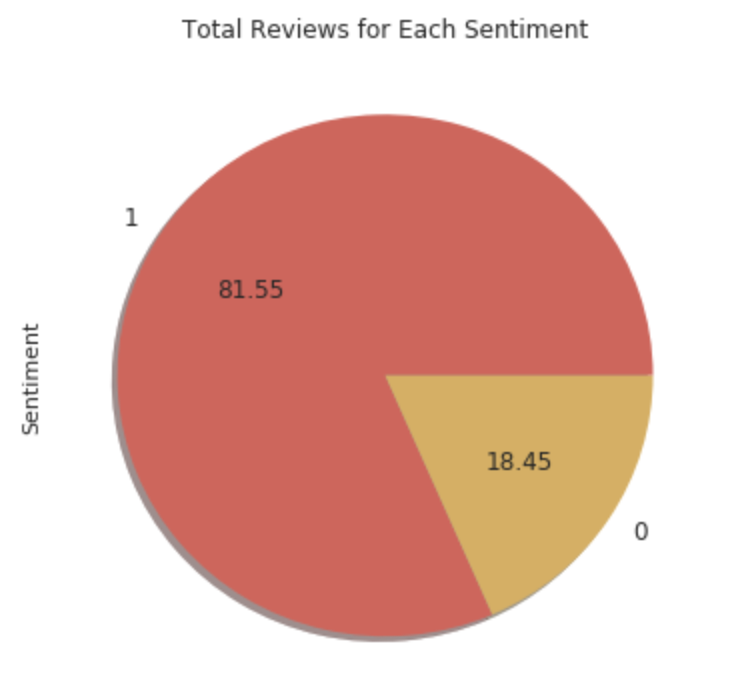 Total Reviews for Each Sentiment
1
81.55
Sentiment
18.45
0